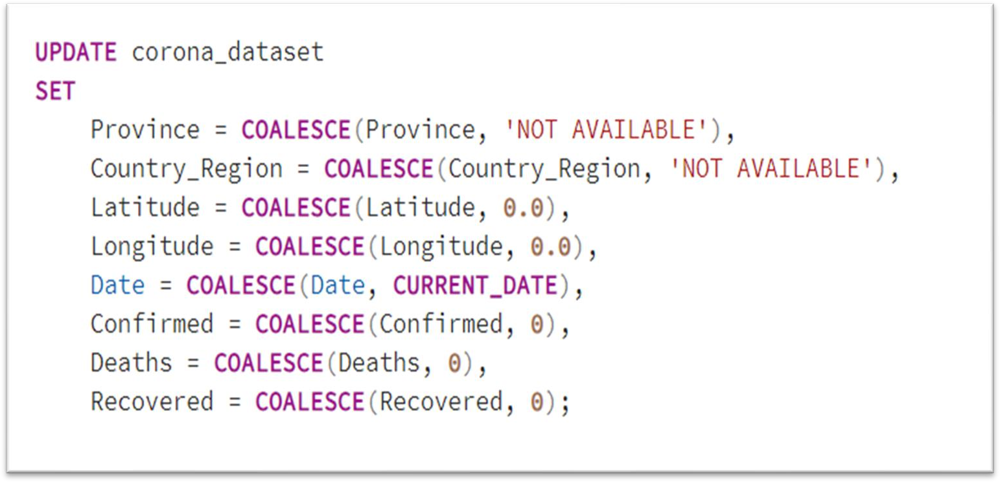 UPDATE corona_dataset
SET
    Province = COALESCE(Province, 'NOT AVAILABLE'),
    Country_Region = COALESCE(Country_Region, 'NOT AVAILABLE'),
    Latitude = COALESCE(Latitude, 0.0),
    Longitude = COALESCE(Longitude, 0.0),
    Date = COALESCE(Date, CURRENT_DATE),
    Confirmed = COALESCE(Confirmed, 0),
    Deaths = COALESCE(Deaths, 0),
    Recovered = COALESCE(Recovered, 0);